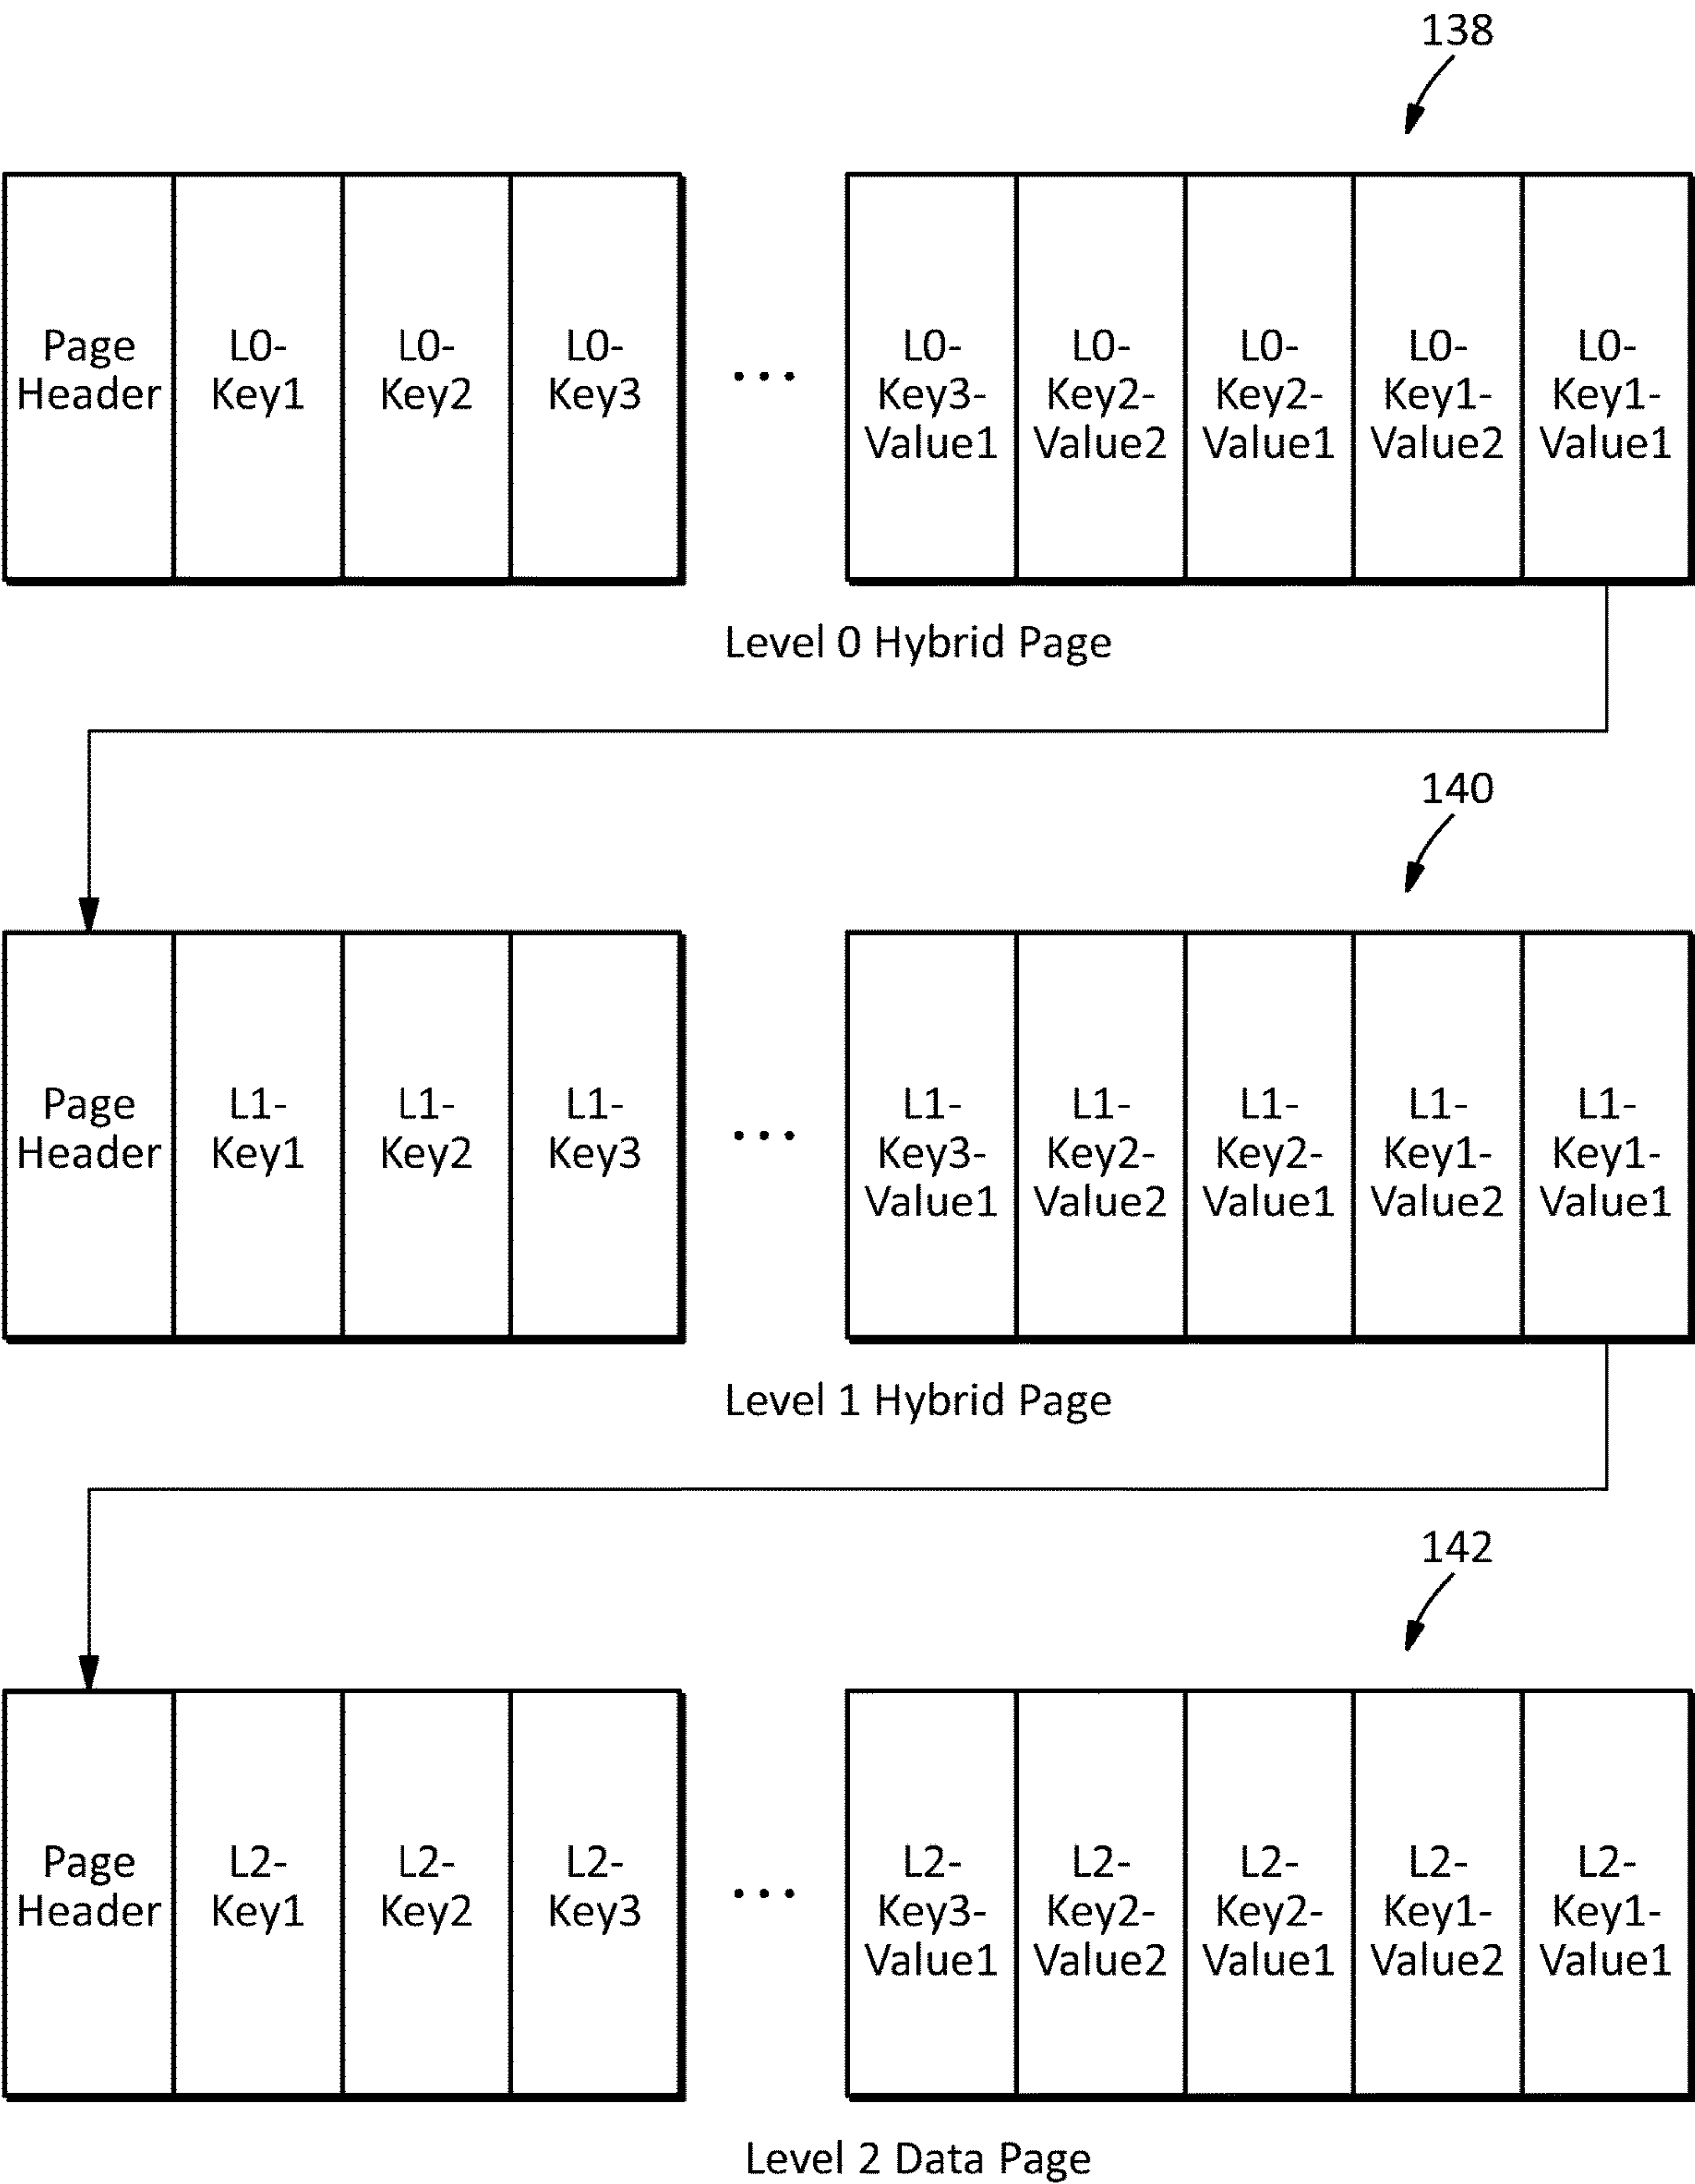 138
Page Header
L0-Key1
L0-Key2
L0-Key3
...
L0-Key3-Value1
L0-Key2-Value2
L0-Key2-Value1
L0-Key1-Value2
L0-Key1-Value1
Level 0 Hybrid Page
140
Page Header
L1-Key1
L1-Key2
L1-Key3
...
L1-Key3-Value1
L1-Key2-Value2
L1-Key2-Value1
L1-Key1-Value2
L1-Key1-Value1
Level 1 Hybrid Page
142
Page Header
L2-Key1
L2-Key2
L2-Key3
...
L2-Key3-Value1
L2-Key2-Value2
L2-Key2-Value1
L2-Key1-Value2
L2-Key1-Value1
Level 2 Data Page